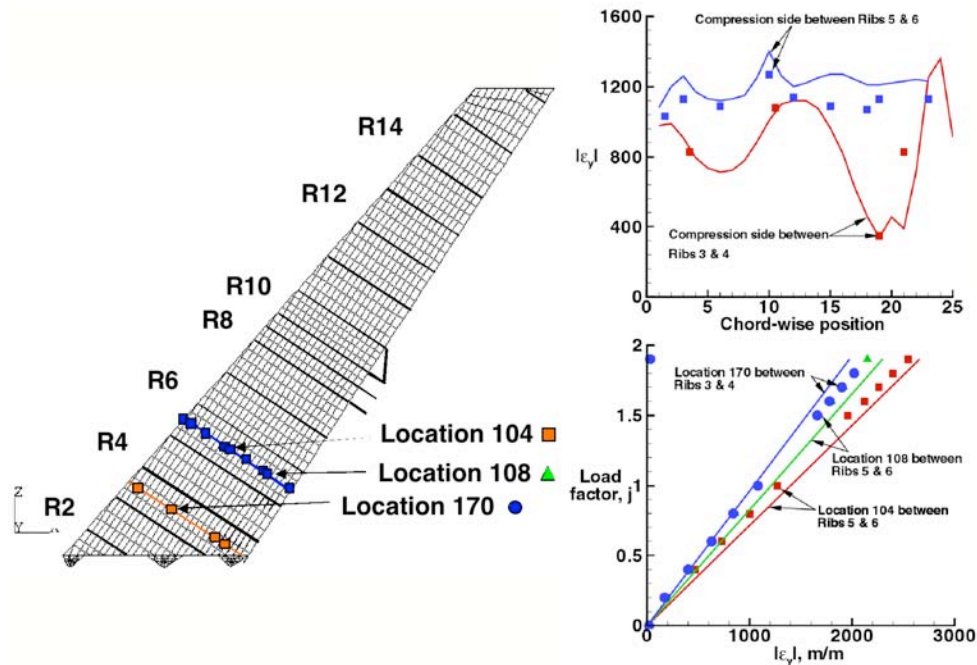 R14
R12
R10
R8
R6
R4
R2
Z
Y
Location 104
Location 108
Location 170
1600
1200
800
400
0
|εy|
Compression side between Ribs 5 & 6
Compression side between
Ribs 3 & 4
0
5
10
15
20
25
Chord-wise position
2
1.5
1
0.5
0
Load
factor, j
Location 170 between
Ribs 3 & 4
Location 108 between
Ribs 5 & 6
Location 104 between
Ribs 5 & 6
0
1000
2000
3000
|εy|, m/m